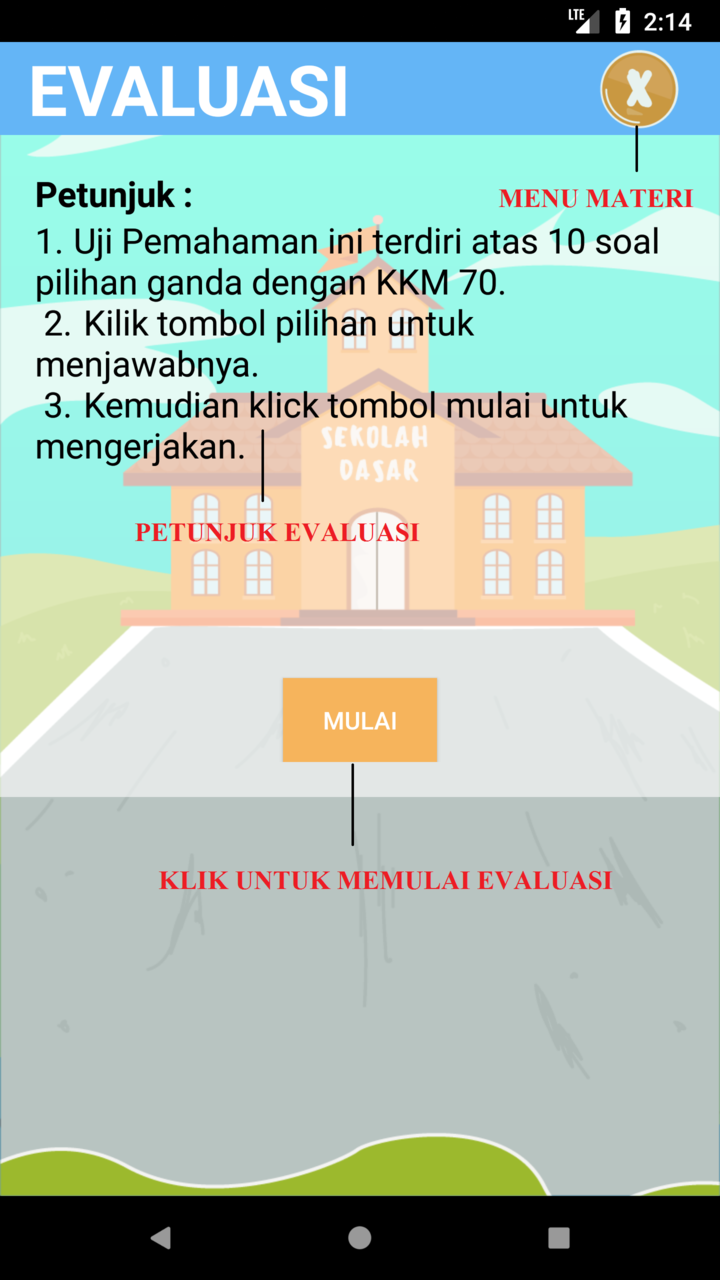 LTE 2:14
EVALUASI
X
Petunjuk :
MENU MATERI
1. Uji Pemahaman ini terdiri atas 10 soal
pilihan ganda dengan KKM 70.
2. Kilik tombol pilihan untuk
menjawabnya.
3. Kemudian klick tombol mulai untuk
mengerjakan.
SEKOLAH
DASAR
PETUNJUK EVALUASI
MULAI
KLIK UNTUK MEMULAI EVALUASI